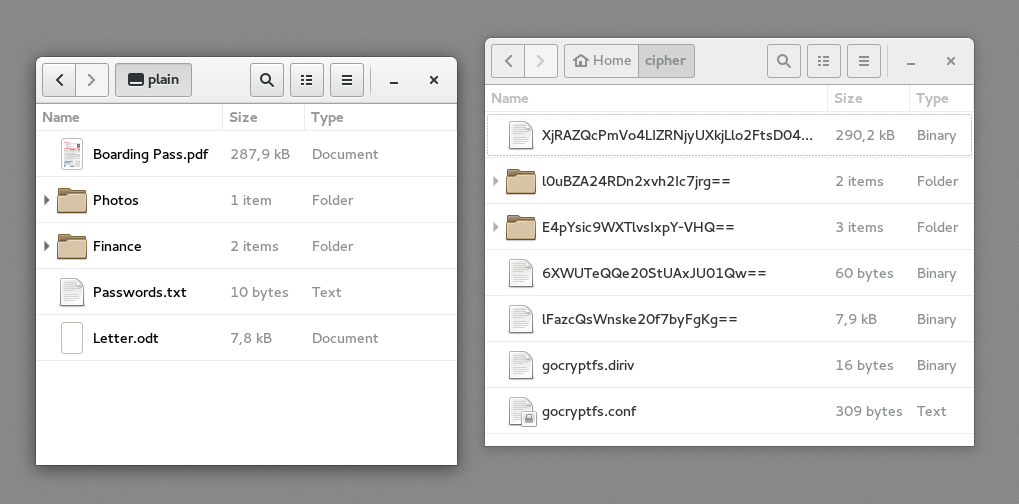 plain
Name Size Type
Boarding Pass.pdf 287,9 kB Document
Photos 1 item Folder
Finance 2 items Folder
Passwords.txt 10 bytes Text
Letter.odt 7,8 kB Document
Home cipher
Name Size Type
XjRAZQcPmVo4LIZRNjyUXkjLlo2FtsD04... 290,2 kB Binary
l0uBZA24RDn2xvh2Ic7jrg== 2 items Folder
E4pYsic9WXTlvsIxpY-VHQ== 3 items Folder
6XWUTeQQe20StUAxJU01Qw== 60 bytes Binary
lFazcQsWnske20f7byFgKg== 7,9 kB Binary
gocryptfs.diriv 16 bytes Binary
gocryptfs.conf 309 bytes Text